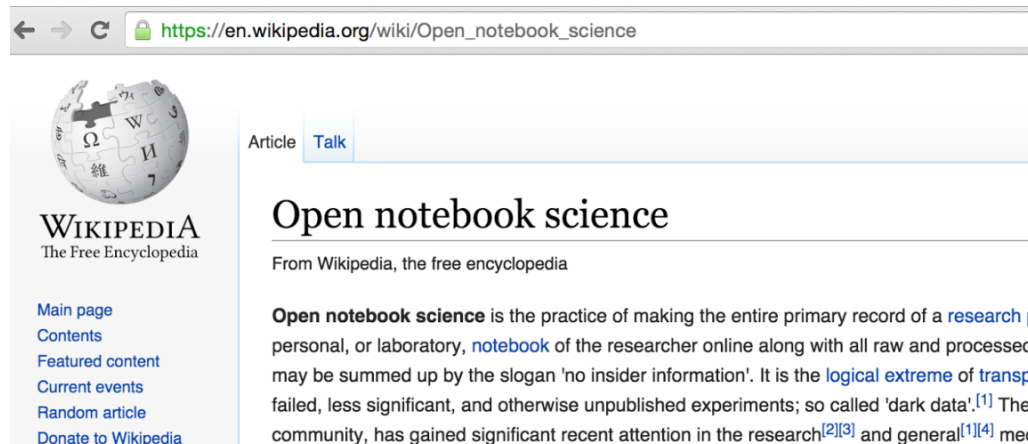 https://en.wikipedia.org/wiki/Open_notebook_science
Ω W И 維 7
WIKIPEDIA
The Free Encyclopedia
Main page
Contents
Featured content
Current events
Random article
Donate to Wikipedia
Article Talk
Open notebook science
From Wikipedia, the free encyclopedia
Open notebook science is the practice of making the entire primary record of a research
personal, or laboratory, notebook of the researcher online along with all raw and processed
may be summed up by the slogan 'no insider information'. It is the logical extreme of transp
failed, less significant, and otherwise unpublished experiments; so called 'dark data'.[1] The
community, has gained significant recent attention in the research[2][3] and general[1][4] med